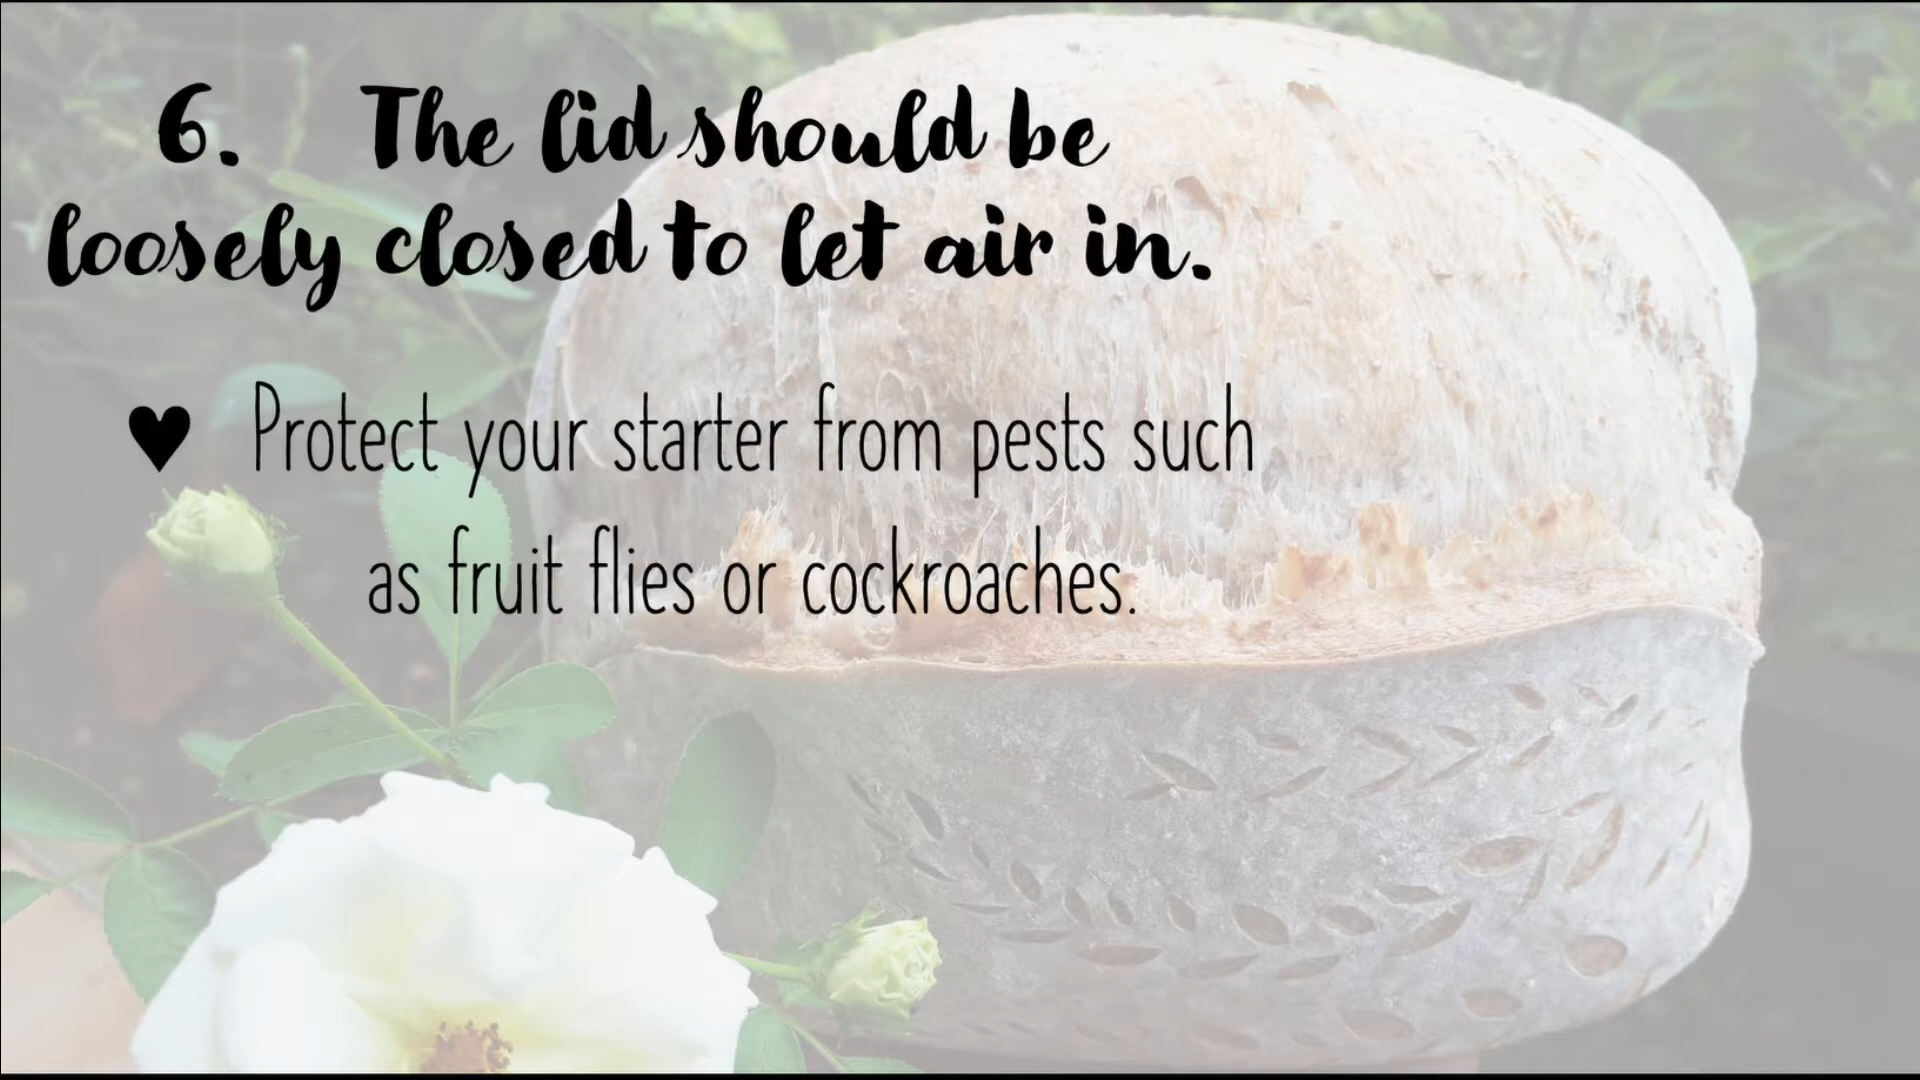 6. The lid should be
loosely closed to let air in.
♥ Protect your starter from pests such
as fruit flies or cockroaches.